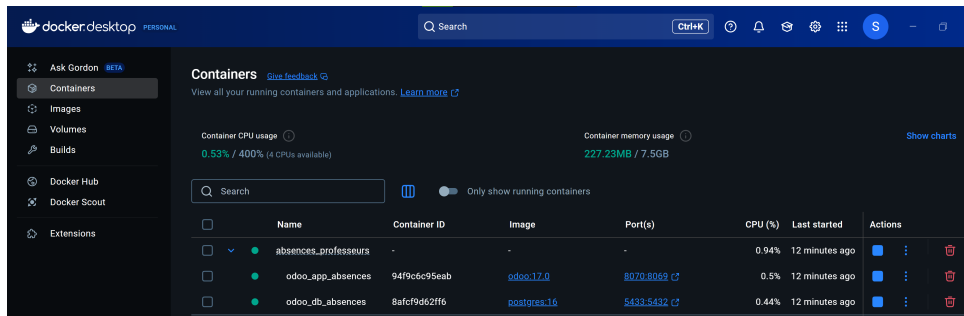 docker.desktop PERSONAL Search Ctrl+K S
Ask Gordon BETA
Containers
Images
Volumes
Builds
Docker Hub
Docker Scout
Extensions
Containers Give feedback
View all your running containers and applications. Learn more
Container CPU usage
0.53% / 400% (4 CPUs available)
Container memory usage
227.23MB / 7.5GB
Show charts
Search
Only show running containers
Name Container ID Image Port(s) CPU (%) Last started Actions
absences_professeurs - - - 0.94% 12 minutes ago
odoo_app_absences 94f9c6c95eab odoo:17.0 8070:8069 0.5% 12 minutes ago
odoo_db_absences 8afcf9d62ff6 postgres:16 5433:5432 0.44% 12 minutes ago